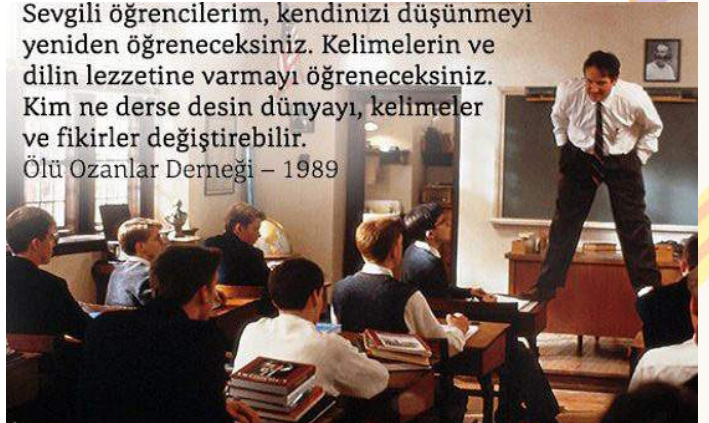 Sevgili öğrencilerim, kendinizi düşünmeyi
yeniden öğreneceksiniz. Kelimelerin ve
dilin lezzetine varmayı öğreneceksiniz.
Kim ne derse desin dünyayı, kelimeler
ve fikirler değiştirebilir.
Ölü Ozanlar Derneği – 1989